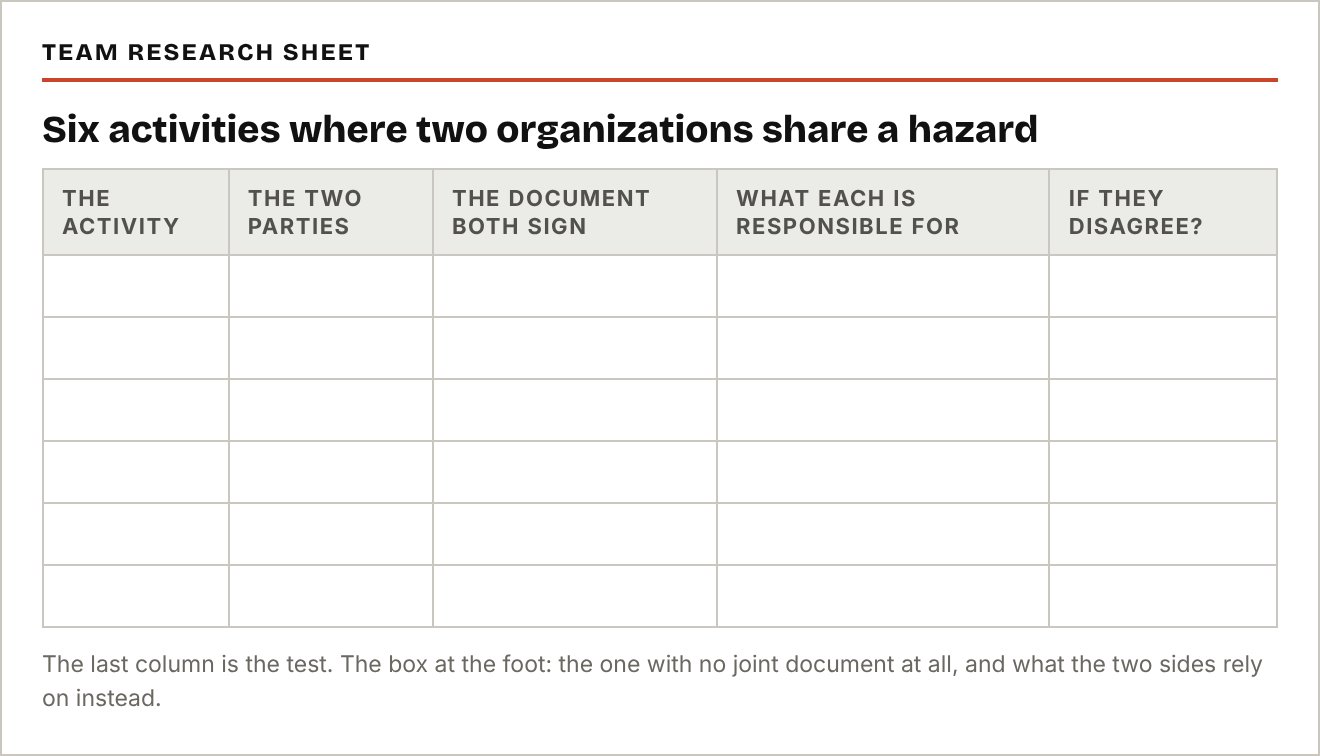 TEAM RESEARCH SHEET
Six activities where two organizations share a hazard
THE ACTIVITY
THE TWO PARTIES
THE DOCUMENT BOTH SIGN
WHAT EACH IS RESPONSIBLE FOR
IF THEY DISAGREE?
The last column is the test. The box at the foot: the one with no joint document at all, and what the two sides rely
on instead.